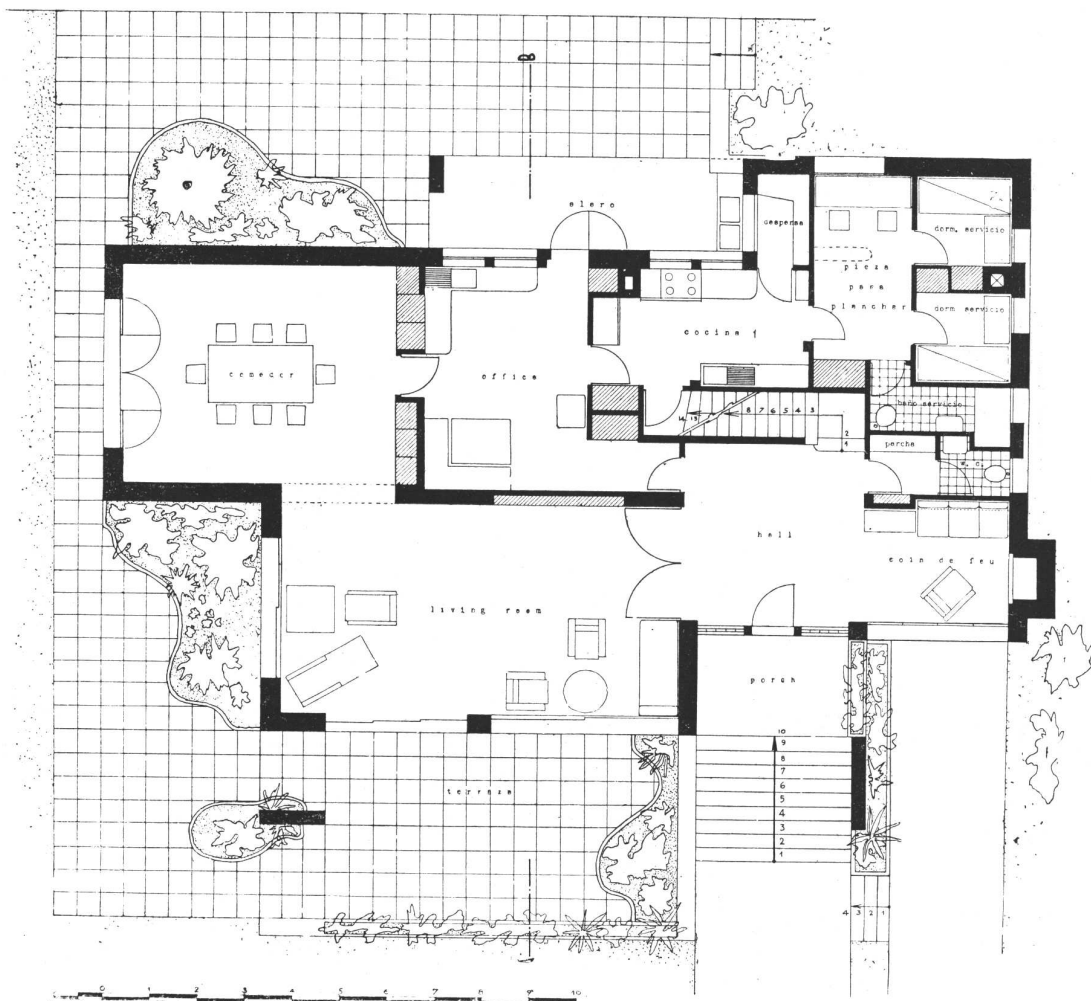 B
alero
despensa
dorm. servicio
pieza
para
planchar
dorm servicio
cocina
comedor
office
14 13 8 7 6 5 4 3
2
1
baño servicio
percha
w. c.
hall
coin de feu
living room
porch
10
9
8
7
6
5
4
3
2
1
terraza
4 3 2 1
0 1 2 3 4 5 6 7 8 9 10